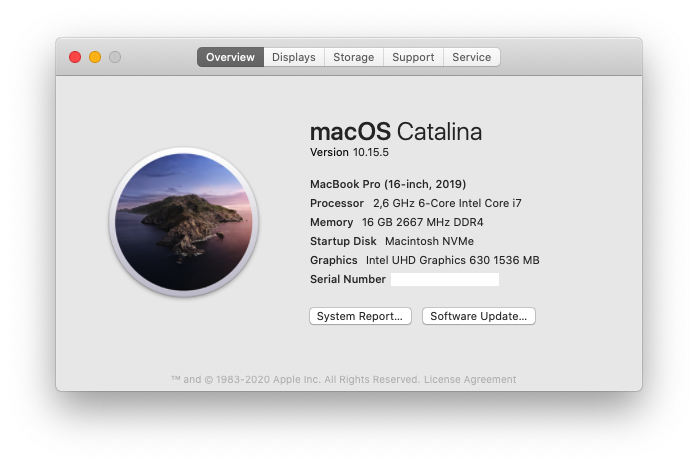 Overview Displays Storage Support Service
macOS Catalina
Version 10.15.5
MacBook Pro (16-inch, 2019)
Processor 2,6 GHz 6-Core Intel Core i7
Memory 16 GB 2667 MHz DDR4
Startup Disk Macintosh NVMe
Graphics Intel UHD Graphics 630 1536 MB
Serial Number
System Report... Software Update...
™ and © 1983-2020 Apple Inc. All Rights Reserved. License Agreement